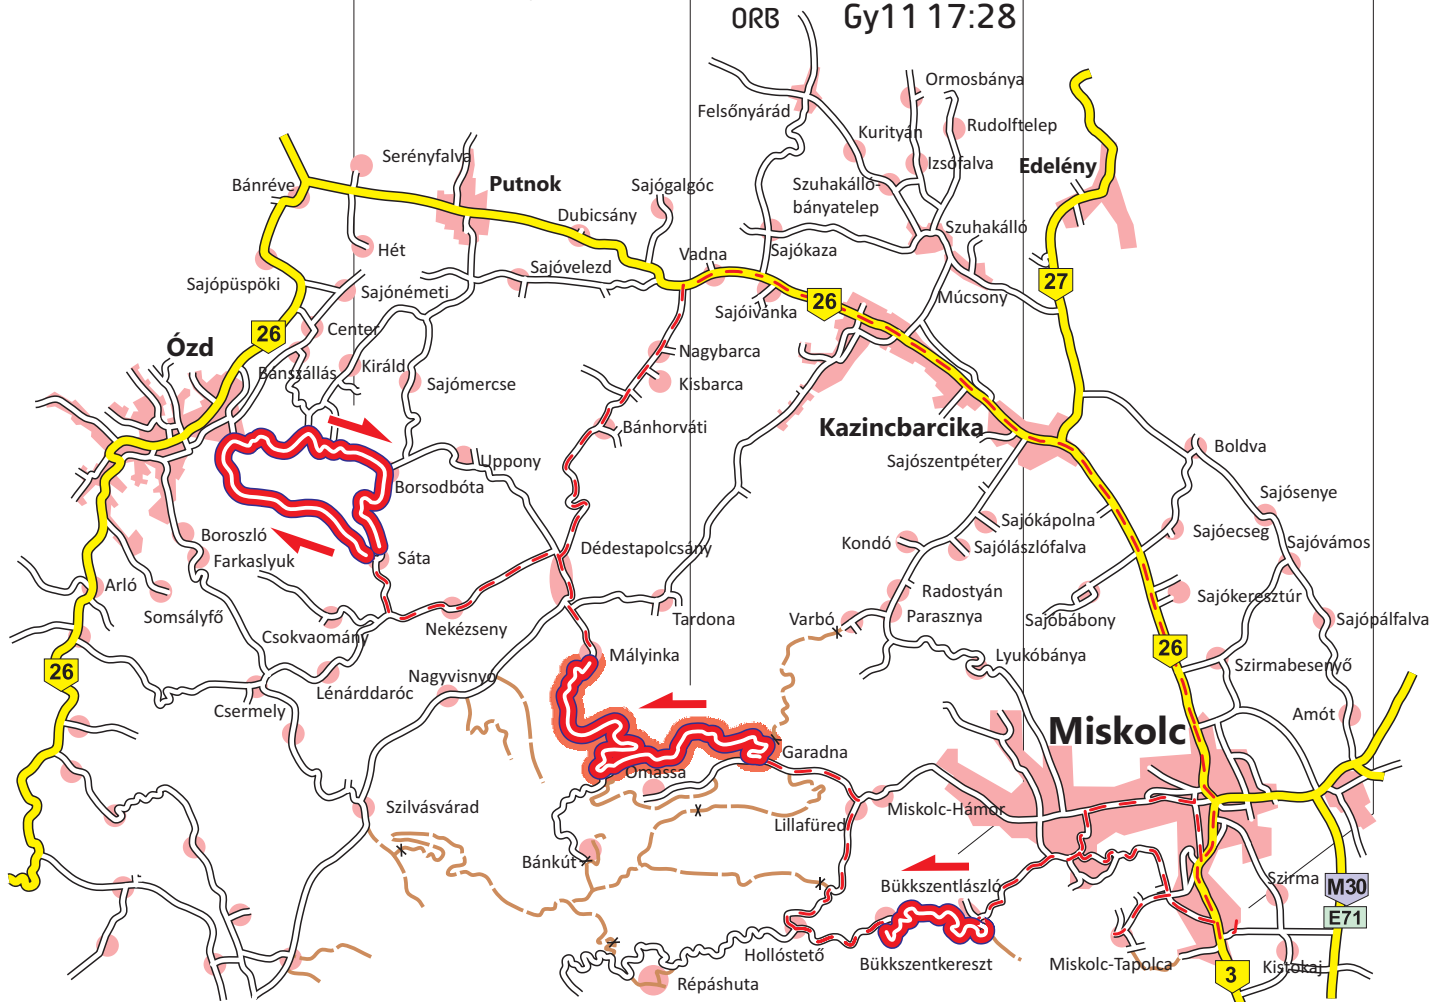 ORB Gy11 17:28
Ormosbánya
Felsőnyárád
Rudolftelep
Kurityán
Izsófalva
Edelény
Serényfalva
Bánréve
Putnok
Sajógalgóc
Szuhakálló-
bányatelep
Dubicsány
Szuhakálló
Hét
Vadna
Sajókaza
Sajóvelezd
Sajópüspöki
Sajónémeti
27
Múcsony
26
Sajóivánka
Center
26
Ózd
Nagybarca
Bánszállás
Királd
Sajómercse
Kisbarca
Bánhorváti
Kazincbarcika
Boldva
Uppony
Sajószentpéter
Borsodbóta
Sajósenye
Sajókápolna
Boroszló
Sajóecseg
Sajóvámos
Kondó
Sajólászlófalva
Dédestapolcsány
Farkaslyuk
Sáta
Arló
Radostyán
Sajókeresztúr
Somsályfő
Parasznya
Varbó
Tardona
Sajóbábony
Sajópálfalva
Nekézseny
Csokvaomány
26
Mályinka
Lyukóbánya
Szirmabesenyő
26
Nagyvisnyó
Lénárddaróc
Csermely
Amót
Miskolc
Garadna
Omassa
Szilvásvárad
Miskolc-Hámor
Lillafüred
Bánkút
Szirma
Bükkszentlászló
M30
E71
Hollóstető
Bükkszentkereszt
Miskolc-Tapolca
Kistokaj
3
Répáshuta